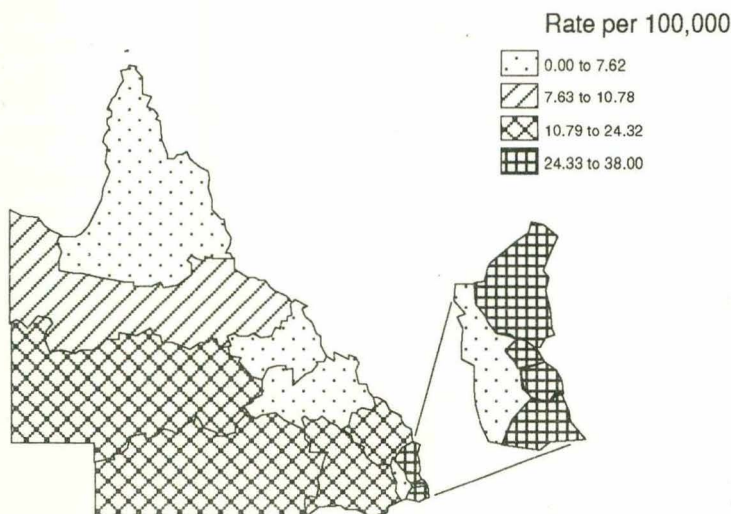 Rate per 100,000
0.00 to 7.62
7.63 to 10.78
10.79 to 24.32
24.33 to 38.00